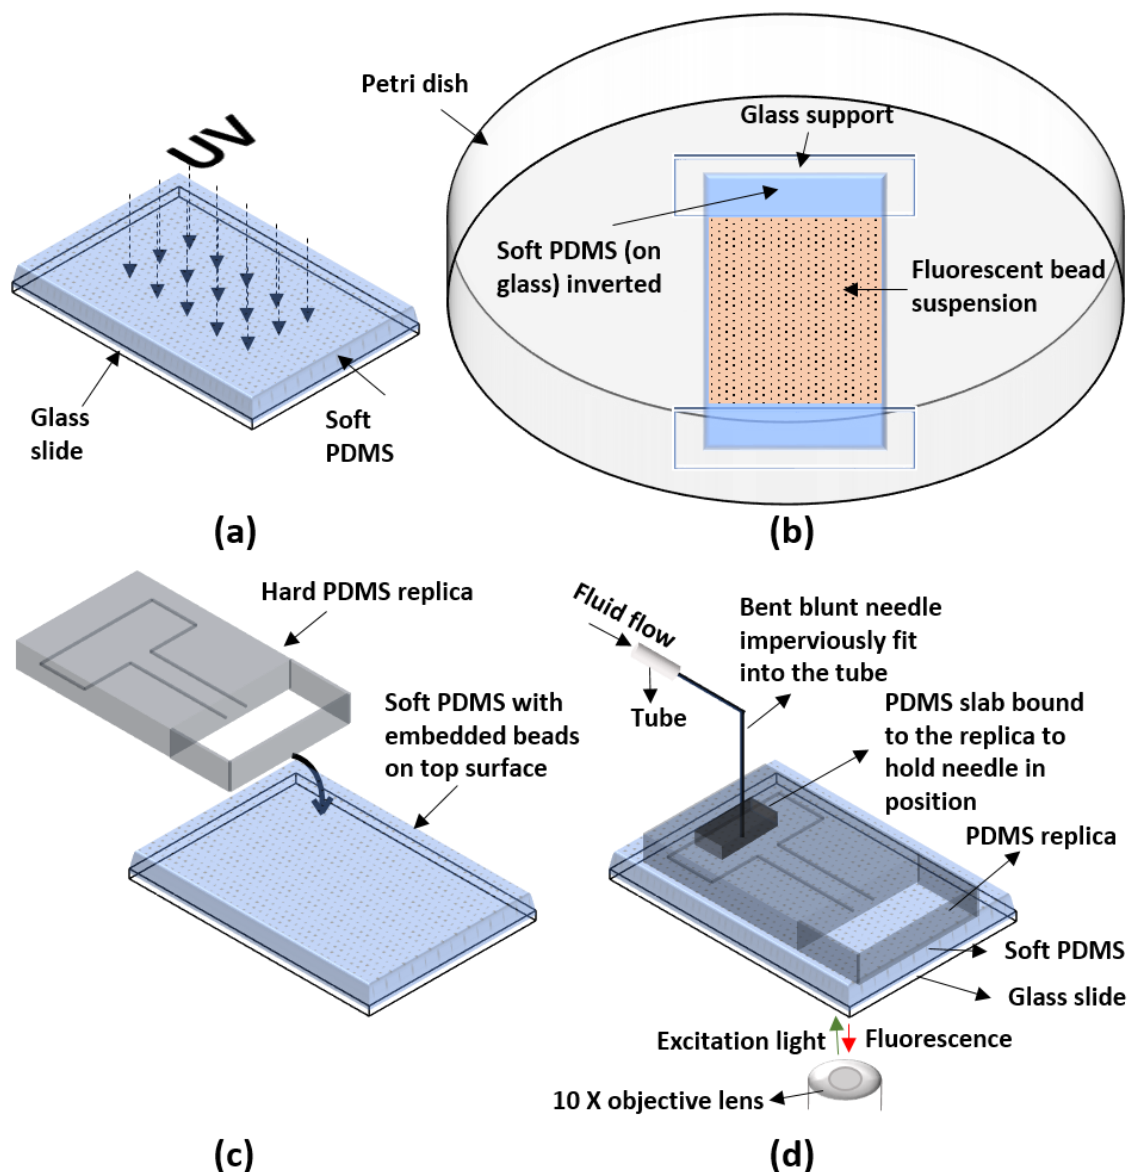 UV
Glass
slide
Soft
PDMS
(a)
Petri dish
Glass support
Soft PDMS (on
glass) inverted
Fluorescent bead
suspension
(b)
Hard PDMS replica
Soft PDMS with
embedded beads
on top surface
(c)
Fluid flow
Tube
Bent blunt needle
imperviously fit
into the tube
PDMS slab bound
to the replica to
hold needle in
position
PDMS replica
Soft PDMS
Glass slide
Excitation light
Fluorescence
10 X objective lens
(d)